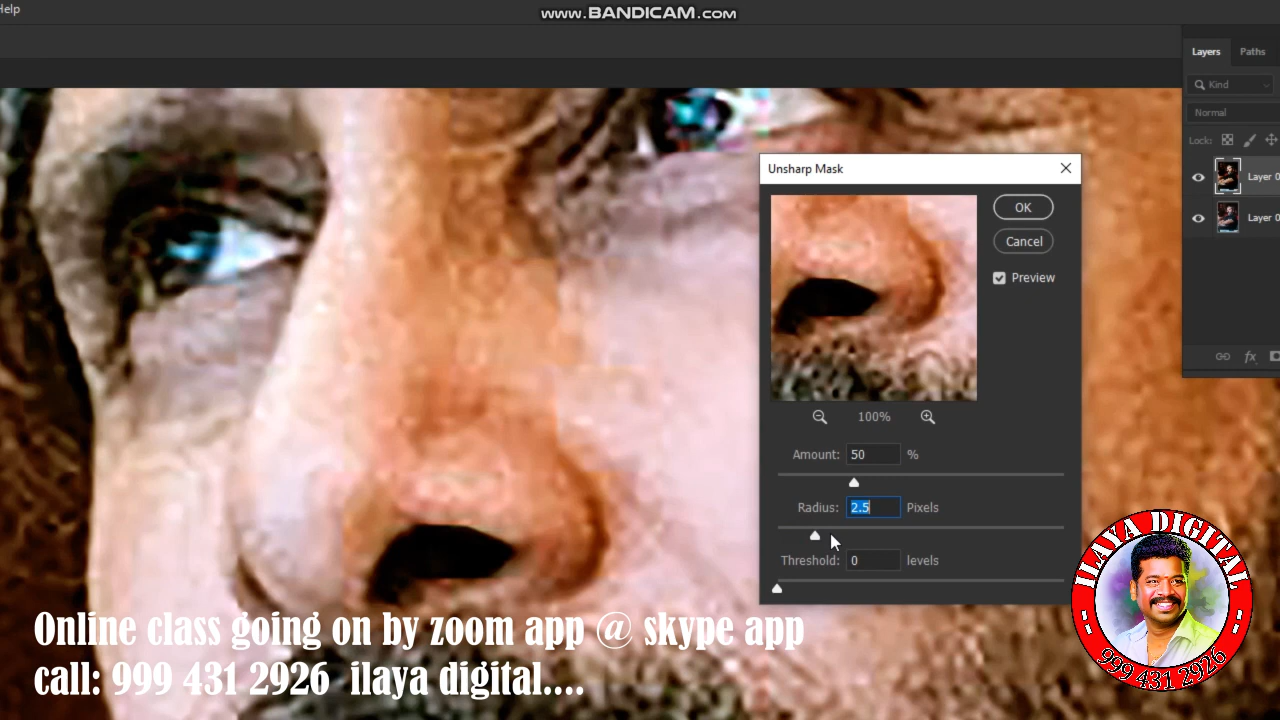 Help
www.BANDICAM.com
Layers Paths
Kind
Normal
Lock:
Layer 0
Layer 0
fx
Unsharp Mask
OK
Cancel
Preview
100%
Amount: 50 %
Radius: 2.5 Pixels
Threshold: 0 levels
ILAYA DIGITAL
999 431 2926
Online class going on by zoom app @ skype app
call: 999 431 2926 ilaya digital....